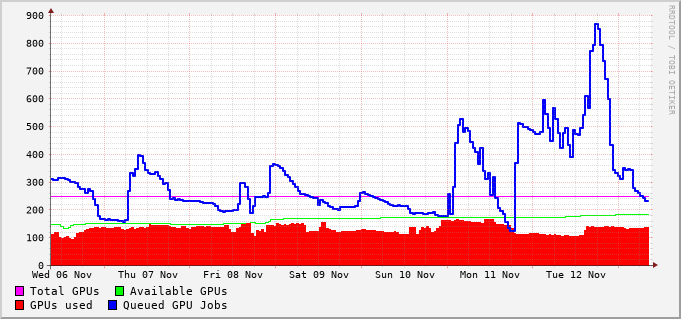 RRDTOOL / TOBI OETIKER
900
800
700
600
500
400
300
200
100
0
Wed 06 Nov Thu 07 Nov Fri 08 Nov Sat 09 Nov Sun 10 Nov Mon 11 Nov Tue 12 Nov
Total GPUs Available GPUs
GPUs used Queued GPU Jobs